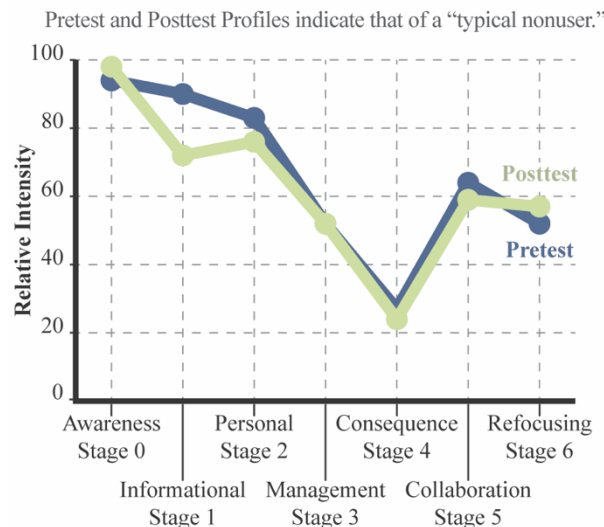 Pretest and Posttest Profiles indicate that of a “typical nonuser.”
100
80
60
40
20
0
Relative Intensity
Posttest
Pretest
Awareness
Stage 0
Personal
Stage 2
Consequence
Stage 4
Refocusing
Stage 6
Informational
Stage 1
Management
Stage 3
Collaboration
Stage 5